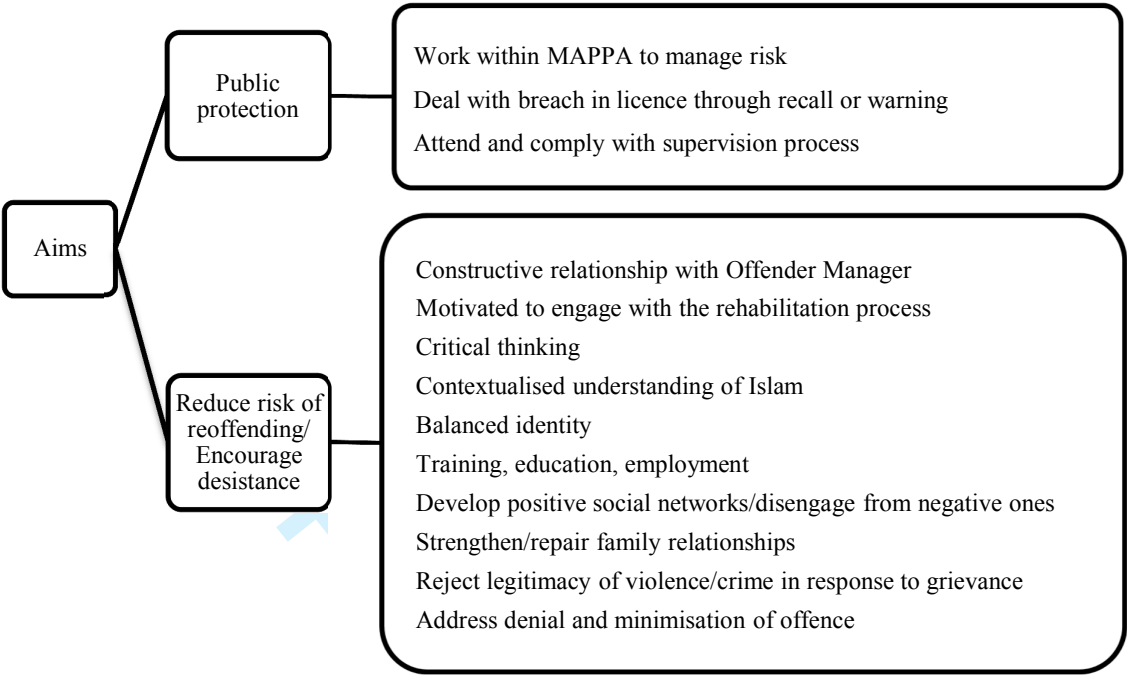 Aims
Public
protection
Work within MAPPA to manage risk
Deal with breach in licence through recall or warning
Attend and comply with supervision process
Reduce risk of
reoffending/
Encourage
desistance
Constructive relationship with Offender Manager
Motivated to engage with the rehabilitation process
Critical thinking
Contextualised understanding of Islam
Balanced identity
Training, education, employment
Develop positive social networks/disengage from negative ones
Strengthen/repair family relationships
Reject legitimacy of violence/crime in response to grievance
Address denial and minimisation of offence